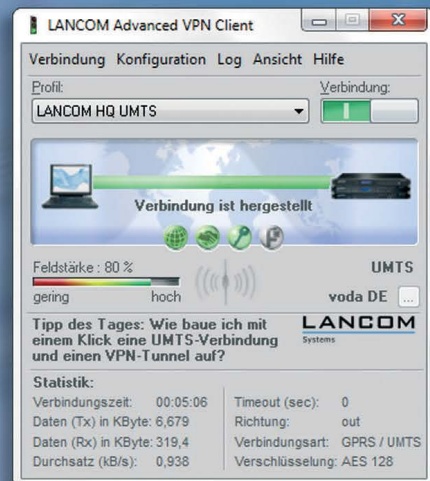 LANCOM Advanced VPN Client
Verbindung Konfiguration Log Ansicht Hilfe
Profil: Verbindung:
LANCOM HQ UMTS
Verbindung ist hergestellt
Feldstärke : 80 % UMTS
gering hoch voda DE ...
Tipp des Tages: Wie baue ich mit
einem Klick eine UMTS-Verbindung
und einen VPN-Tunnel auf?
LANCOM
Systems
Statistik:
Verbindungszeit: 00:05:06 Timeout (sec): 0
Daten (Tx) in KByte: 6,679 Richtung: out
Daten (Rx) in KByte: 319,4 Verbindungsart: GPRS / UMTS
Durchsatz (kB/s): 0,938 Verschlüsselung: AES 128